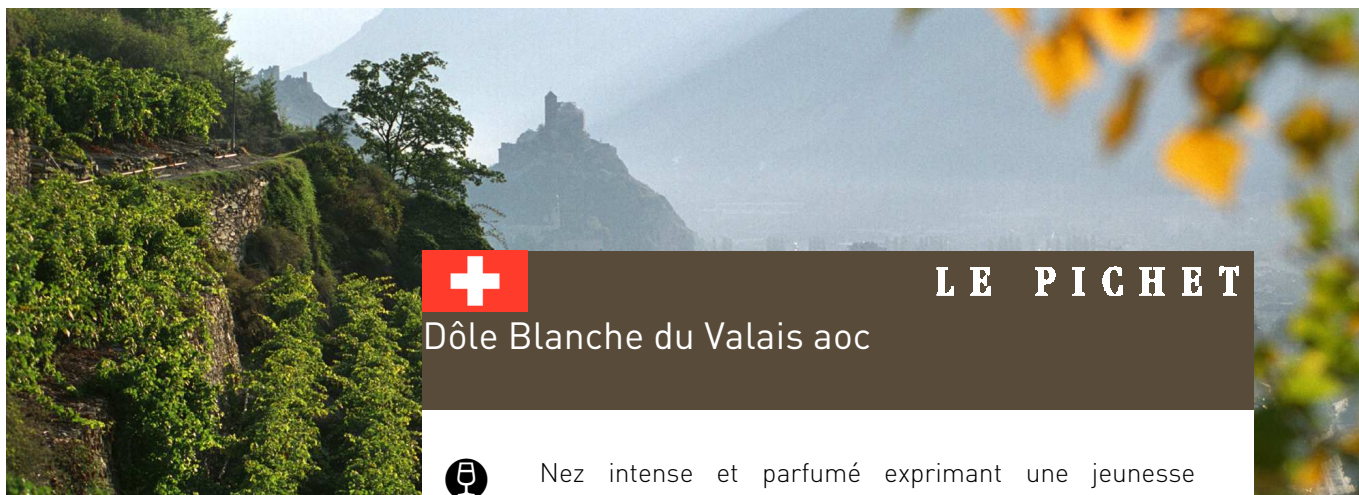 LE PICHET
Dôle Blanche du Valais aoc
Nez intense et parfumé exprimant une jeunesse